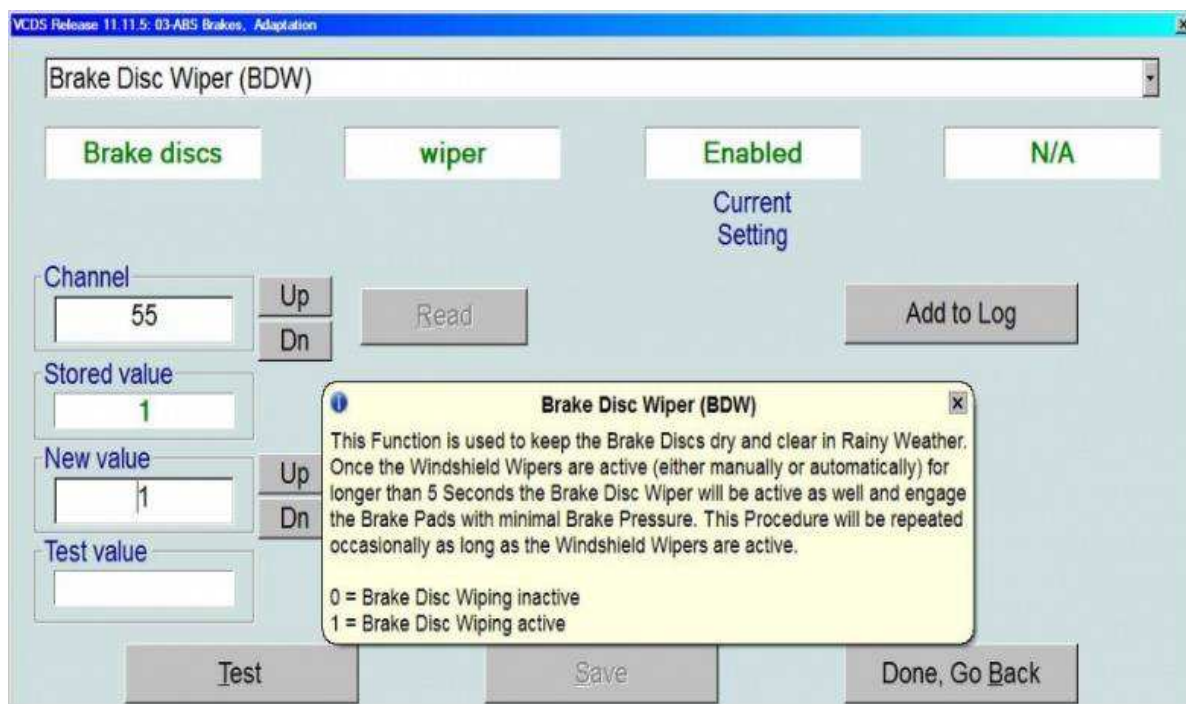 VCDS Release 11.11.5: 03-ABS Brakes, Adaptation
Brake Disc Wiper (BDW)
Brake discs wiper Enabled N/A
Current
Setting
Channel
55
Up
Dn
Read
Add to Log
Stored value
1
New value
1
Up
Dn
Test value
Brake Disc Wiper (BDW)
This Function is used to keep the Brake Discs dry and clear in Rainy Weather.
Once the Windshield Wipers are active (either manually or automatically) for
longer than 5 Seconds the Brake Disc Wiper will be active as well and engage
the Brake Pads with minimal Brake Pressure. This Procedure will be repeated
occasionally as long as the Windshield Wipers are active.
0 = Brake Disc Wiping inactive
1 = Brake Disc Wiping active
Test
Save
Done, Go Back